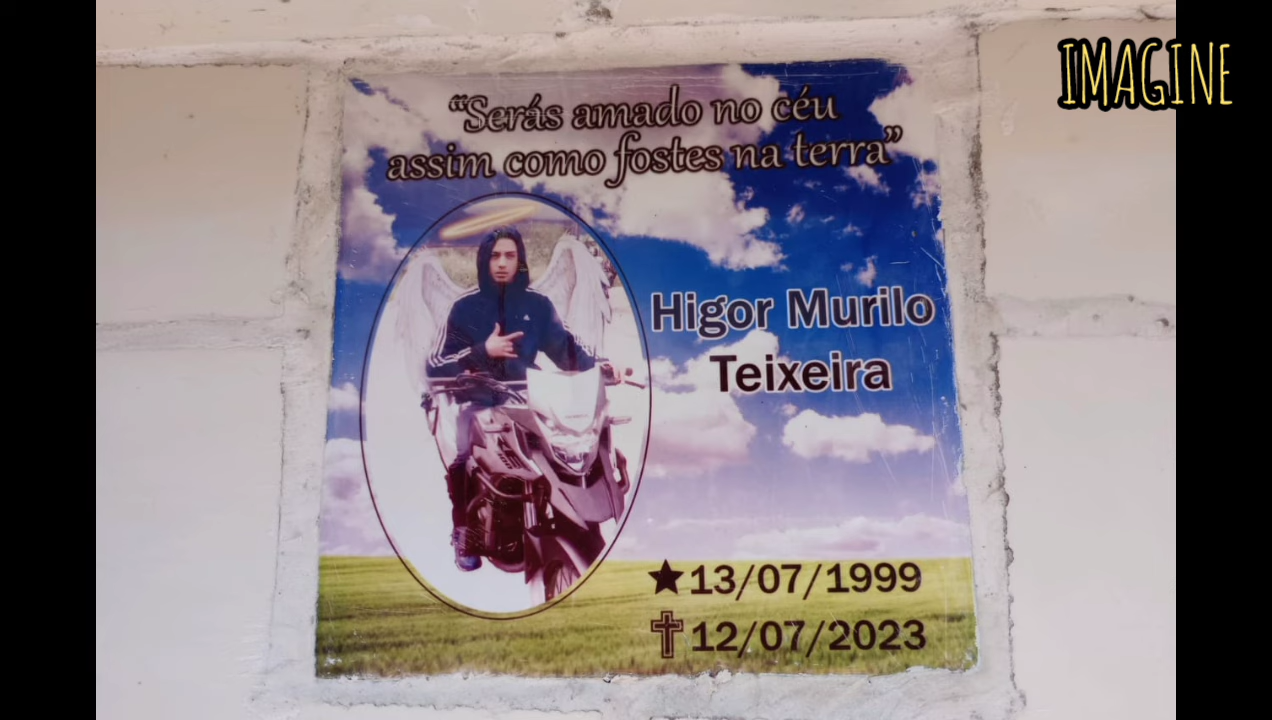 IMAGINE
“Serás amado no céu
assim como fostes na terra”
Higor Murilo
Teixeira
★13/07/1999
✝12/07/2023